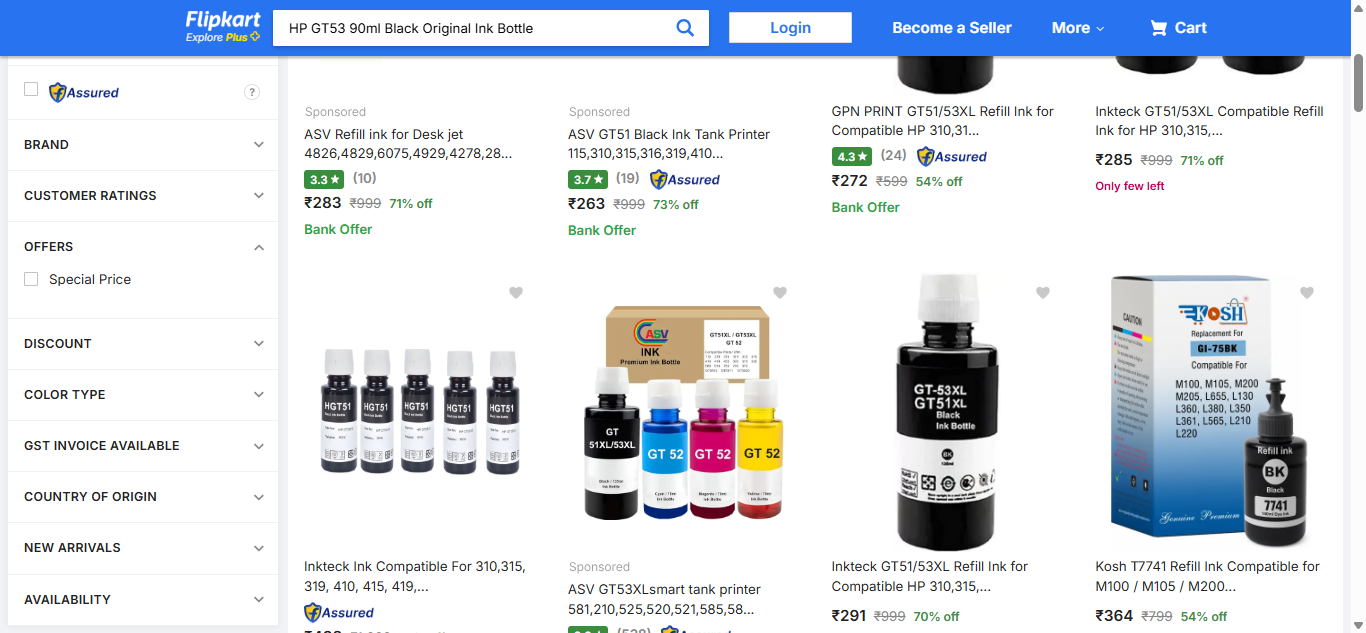 Flipkart
Explore Plus
HP GT53 90ml Black Original Ink Bottle
Login
Become a Seller
More
Cart
Assured
?
BRAND
CUSTOMER RATINGS
OFFERS
Special Price
DISCOUNT
COLOR TYPE
GST INVOICE AVAILABLE
COUNTRY OF ORIGIN
NEW ARRIVALS
AVAILABILITY
Sponsored
ASV Refill ink for Desk jet
4826,4829,6075,4929,4278,28...
3.3 ★ (10)
₹283 ₹999 71% off
Bank Offer
Sponsored
ASV GT51 Black Ink Tank Printer
115,310,315,316,319,410...
3.7 ★ (19) Assured
₹263 ₹999 73% off
Bank Offer
GPN PRINT GT51/53XL Refill Ink for
Compatible HP 310,31...
4.3 ★ (24) Assured
₹272 ₹599 54% off
Bank Offer
Inkteck GT51/53XL Compatible Refill
Ink for HP 310,315,...
₹285 ₹999 71% off
Only few left
HGT51
HGT51
HGT51
HGT51
HGT51
Inkteck Ink Compatible For 310,315,
319, 410, 415, 419,...
Assured
ASV
INK
Premium Ink Bottle
GT51XL / GT53XL
GT 52
GT
51XL/53XL
GT 52
GT 52
GT 52
Sponsored
ASV GT53XLsmart tank printer
581,210,525,520,521,585,58...
GT-53XL
GT51XL
Black
Ink Bottle
BK
Inkteck GT51/53XL Refill Ink for
Compatible HP 310,315,...
₹291 ₹999 70% off
CAUTION
KOSH
Replacement For
GI-75BK
Compatible For
M100, M105, M200
M205, L655, L130
L360, L380, L350
L361, L565, L210
L220
Genuine Premium
Refill ink
BK
Black
7741
Kosh T7741 Refill Ink Compatible for
M100 / M105 / M200...
₹364 ₹799 54% off